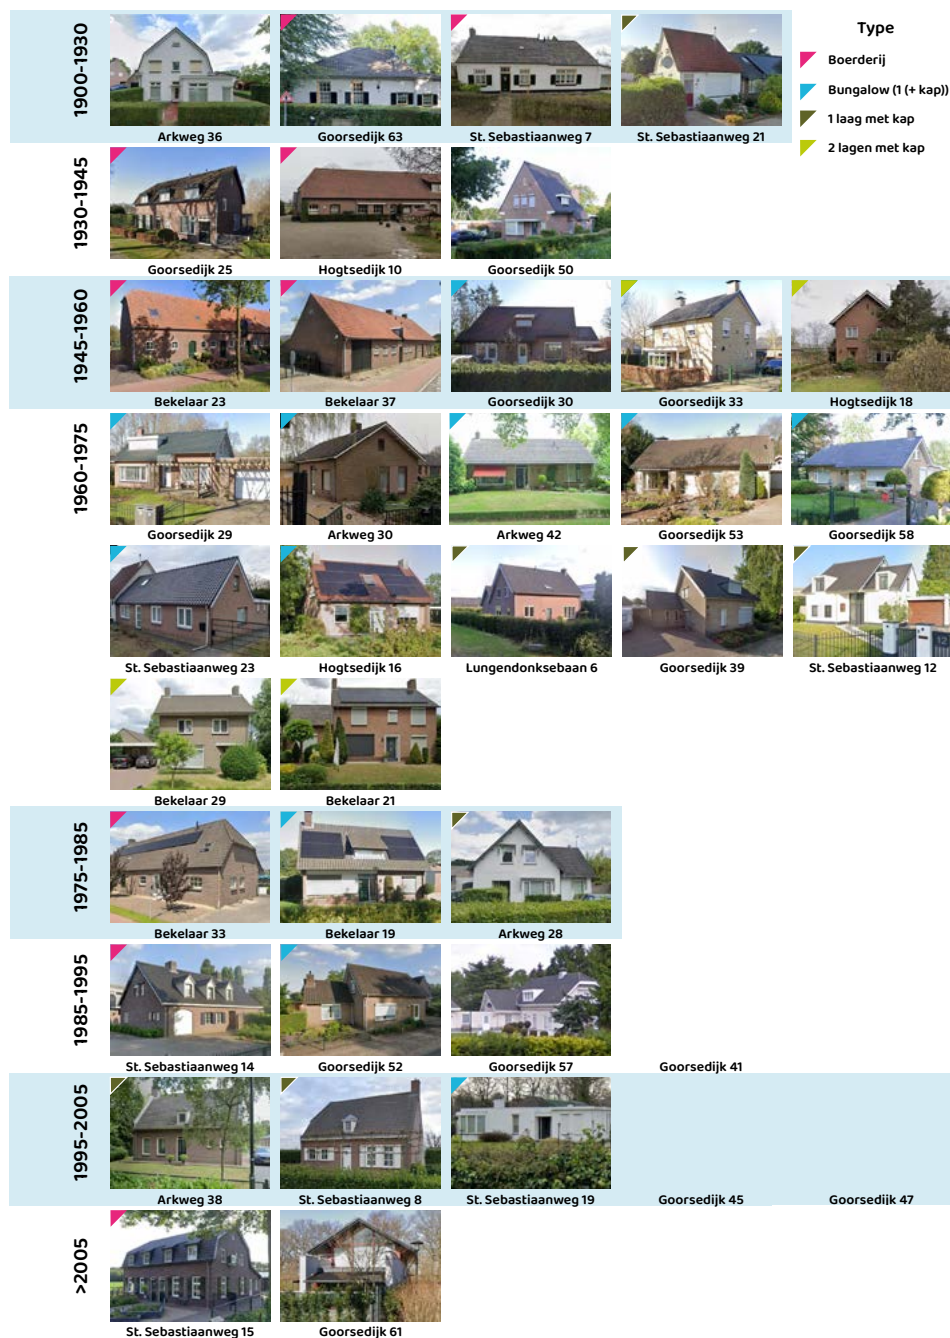 Type
Boerderij
Bungalow (1 (+ kap))
1 laag met kap
2 lagen met kap
1900-1930
Arkweg 36 Goorsedijk 63 St. Sebastiaanweg 7 St. Sebastiaanweg 21
1930-1945
Goorsedijk 25 Hogtsedijk 10 Goorsedijk 50
1945-1960
Bekelaar 23 Bekelaar 37 Goorsedijk 30 Goorsedijk 33 Hogtsedijk 18
1960-1975
Goorsedijk 29 Arkweg 30 Arkweg 42 Goorsedijk 53 Goorsedijk 58
St. Sebastiaanweg 23 Hogtsedijk 16 Lungendonksebaan 6 Goorsedijk 39 St. Sebastiaanweg 12
Bekelaar 29 Bekelaar 21
1975-1985
Bekelaar 33 Bekelaar 19 Arkweg 28
1985-1995
St. Sebastiaanweg 14 Goorsedijk 52 Goorsedijk 57 Goorsedijk 41
1995-2005
Arkweg 38 St. Sebastiaanweg 8 St. Sebastiaanweg 19 Goorsedijk 45 Goorsedijk 47
>2005
St. Sebastiaanweg 15 Goorsedijk 61